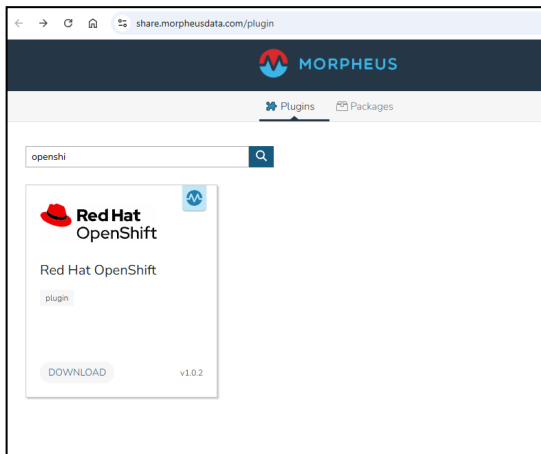 share.morpheusdata.com/plugin
MORPHEUS
Plugins Packages
openshi
Red Hat
OpenShift
Red Hat OpenShift
plugin
DOWNLOAD v1.0.2